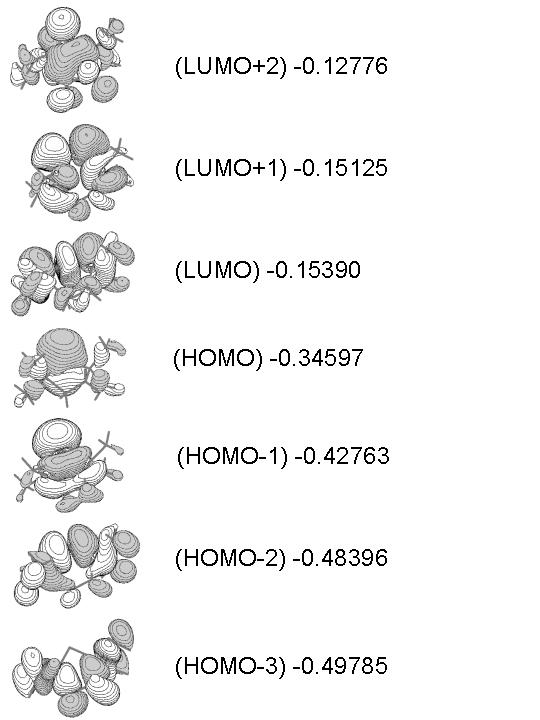 (LUMO+2) -0.12776
(LUMO+1) -0.15125
(LUMO) -0.15390
(HOMO) -0.34597
(HOMO-1) -0.42763
(HOMO-2) -0.48396
(HOMO-3) -0.49785